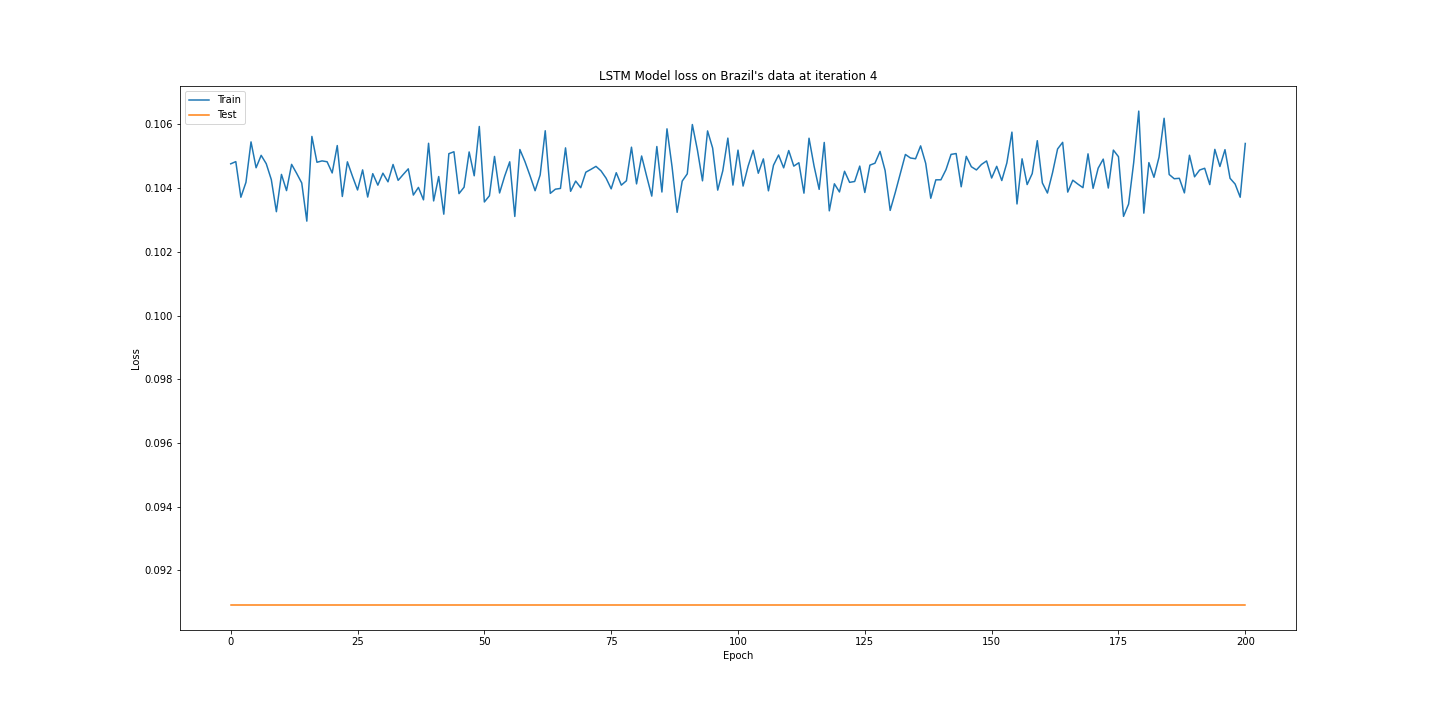 LSTM Model loss on Brazil's data at iteration 4
Train
Test
0.106
0.104
0.102
0.100
0.098
0.096
0.094
0.092
Loss
0 25 50 75 100 125 150 175 200
Epoch